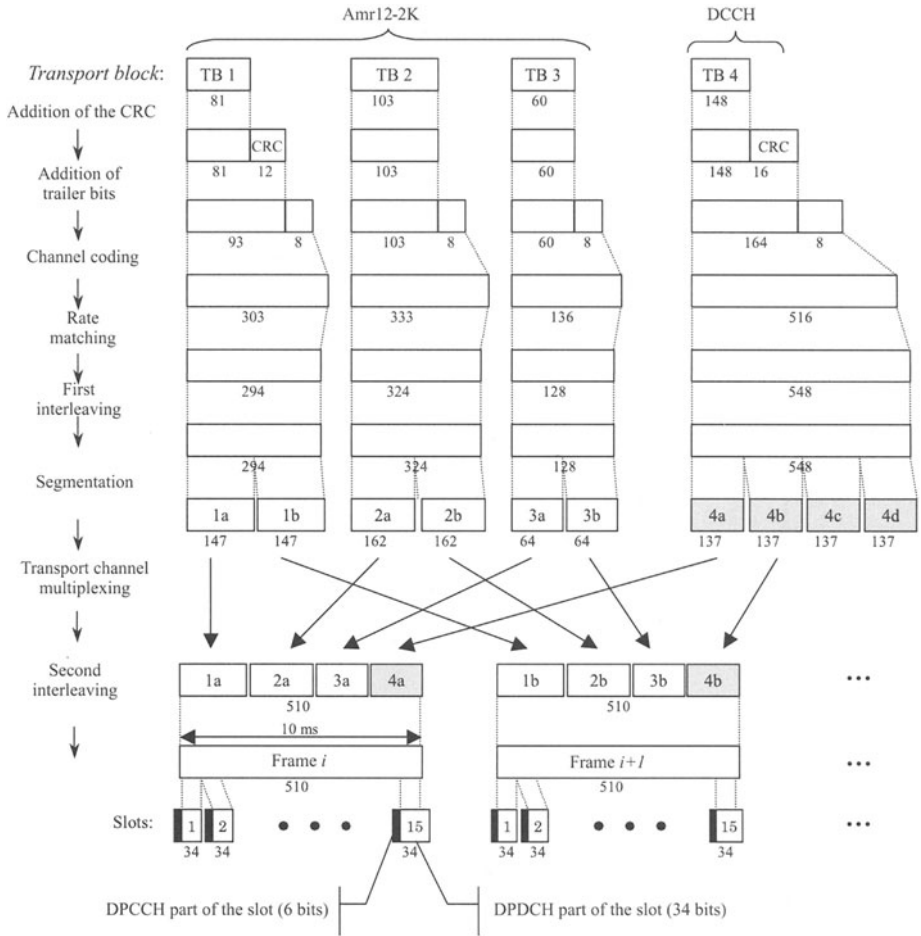 Amr12-2K DCCH
Transport block: TB 1 TB 2 TB 3 TB 4
81 103 60 148
Addition of the CRC
CRC CRC
81 12 103 60 148 16
Addition of
trailer bits
93 8 103 8 60 8 164 8
Channel coding
303 333 136 516
Rate
matching
294 324 128 548
First
interleaving
294 324 128 548
Segmentation
1a 1b 2a 2b 3a 3b 4a 4b 4c 4d
147 147 162 162 64 64 137 137 137 137
Transport channel
multiplexing
Second
interleaving
1a 2a 3a 4a 1b 2b 3b 4b ...
510 510
10 ms
Frame i Frame i+1 ...
510 510
Slots: 1 2 • • • 15 1 2 • • • 15 ...
34 34 34 34 34 34
DPCCH part of the slot (6 bits) DPDCH part of the slot (34 bits)